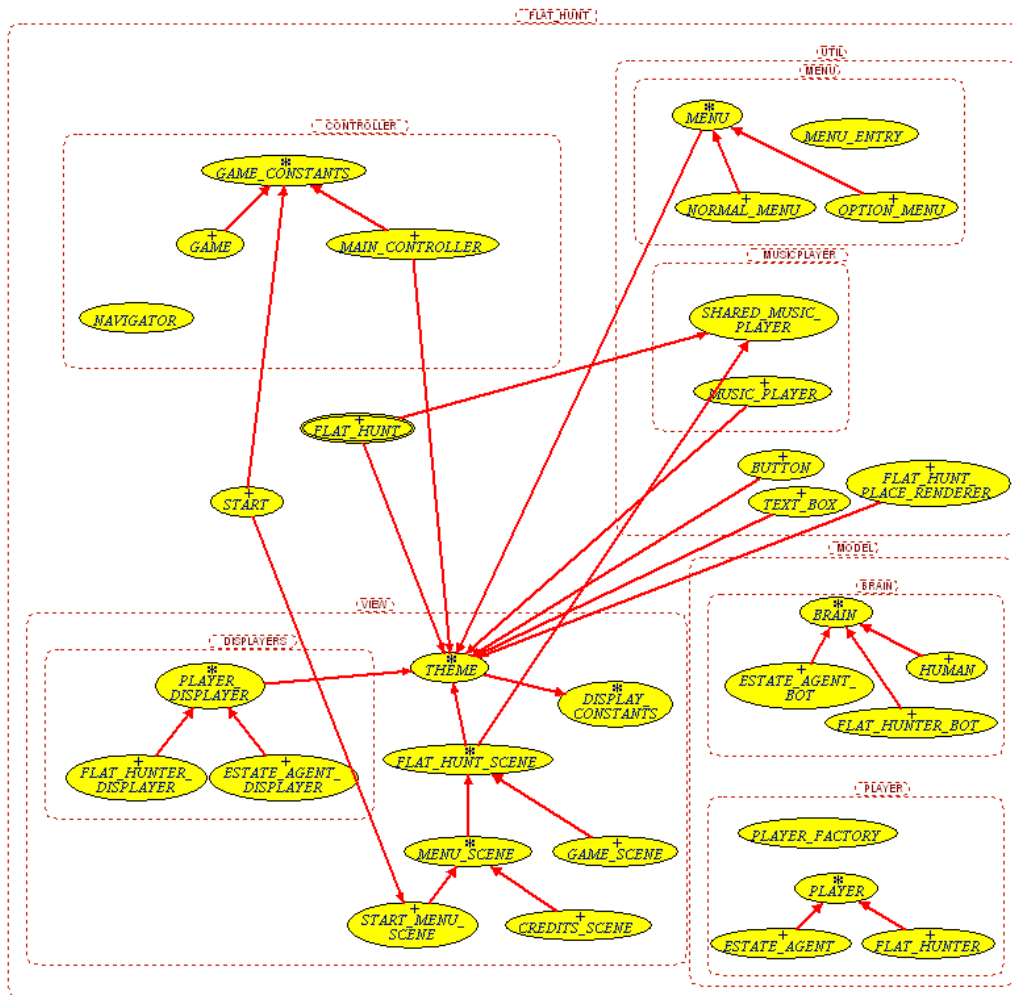 FLAT_HUNT
UTIL
MENU
*
MENU
MENU_ENTRY
+
NORMAL_MENU
+
OPTION_MENU
CONTROLLER
*
GAME_CONSTANTS
+
GAME
+
MAIN_CONTROLLER
NAVIGATOR
MUSICPLAYER
SHARED_MUSIC_
PLAYER
+
MUSIC_PLAYER
+
FLAT_HUNT
+
BUTTON
+
TEXT_BOX
+
FLAT_HUNT_
PLACE_RENDERER
+
START
MODEL
BRAIN
*
BRAIN
+
ESTATE_AGENT_
BOT
+
HUMAN
+
FLAT_HUNTER_BOT
VIEW
DISPLAYERS
*
PLAYER_
DISPLAYER
+
FLAT_HUNTER_
DISPLAYER
+
ESTATE_AGENT_
DISPLAYER
*
THEME
*
DISPLAY_
CONSTANTS
*
FLAT_HUNT_SCENE
*
MENU_SCENE
+
GAME_SCENE
+
START_MENU_
SCENE
+
CREDITS_SCENE
PLAYER
PLAYER_FACTORY
*
PLAYER
+
ESTATE_AGENT
+
FLAT_HUNTER